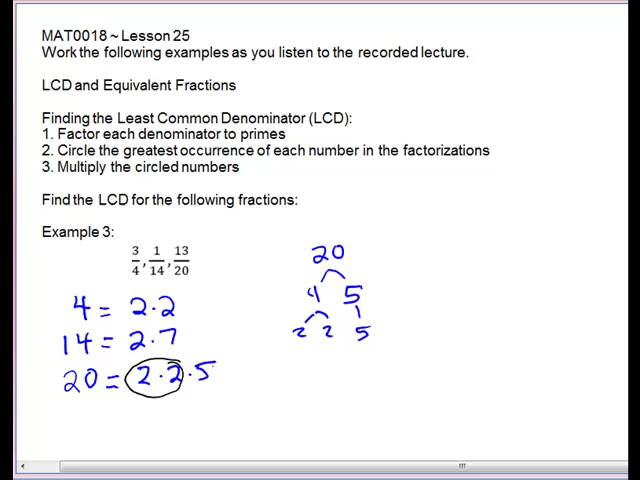 MAT0018 ~ Lesson 25
Work the following examples as you listen to the recorded lecture.
LCD and Equivalent Fractions
Finding the Least Common Denominator (LCD):
1. Factor each denominator to primes
2. Circle the greatest occurrence of each number in the factorizations
3. Multiply the circled numbers
Find the LCD for the following fractions:
Example 3:
3/4, 1/14, 13/20
4 = 2·2
14 = 2·7
20 = 2·2·5
20
4 5
2 2 5